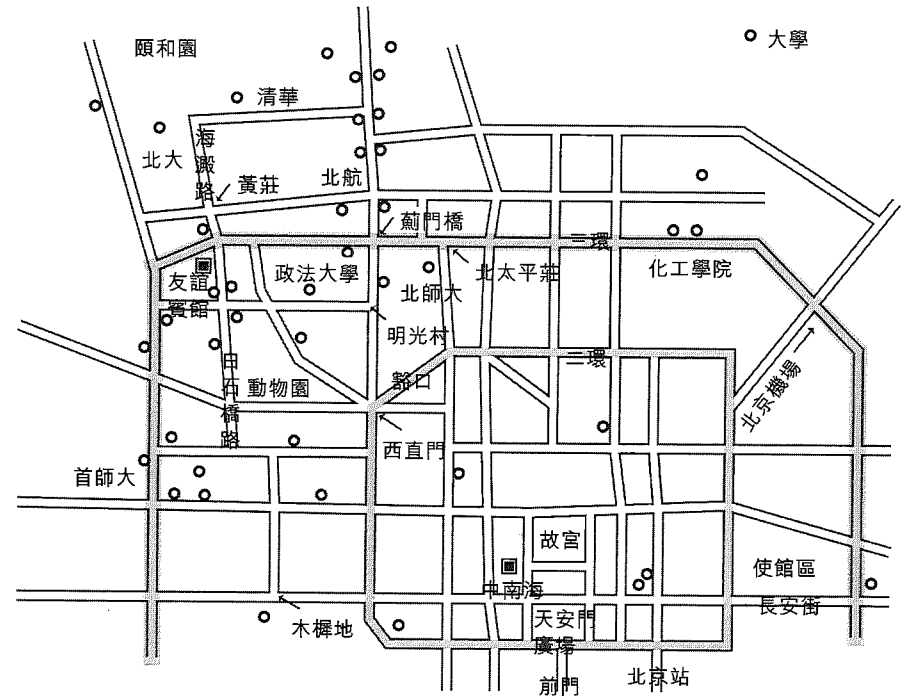 大學
頤和園
清華
海澱路
北大
黃莊
北航
薊門橋
三環
政法大學
北太平莊
化工學院
友誼
賓館
北師大
明光村
二環
豁口
白石橋路
動物園
北京機場
西直門
首師大
故宮
使館區
中南海
長安街
天安門
廣場
木樨地
北京站
前門